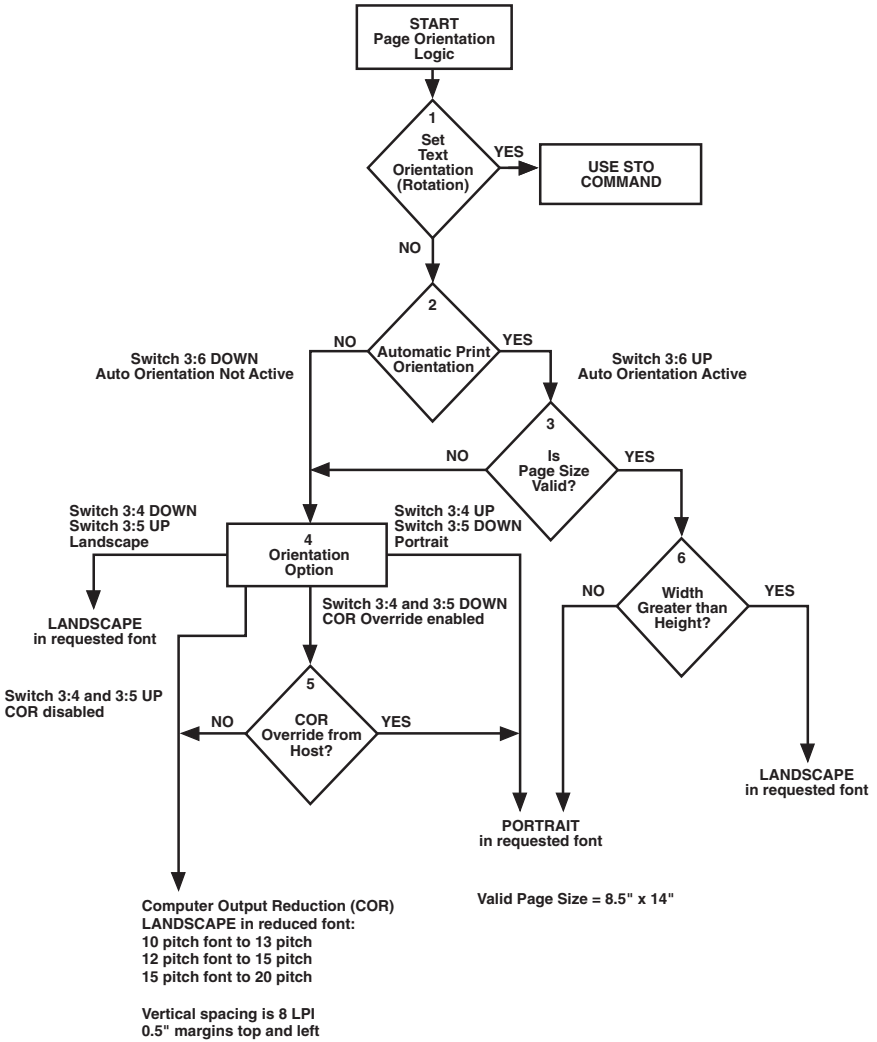 START
Page Orientation
Logic
1
Set
Text
Orientation
(Rotation)
YES
USE STO
COMMAND
NO
2
Automatic Print
Orientation
NO
YES
Switch 3:6 DOWN
Auto Orientation Not Active
Switch 3:6 UP
Auto Orientation Active
3
Is
Page Size
Valid?
NO
YES
Switch 3:4 DOWN
Switch 3:5 UP
Landscape
4
Orientation
Option
Switch 3:4 UP
Switch 3:5 DOWN
Portrait
6
Width
Greater than
Height?
NO
YES
LANDSCAPE
in requested font
Switch 3:4 and 3:5 DOWN
COR Override enabled
Switch 3:4 and 3:5 UP
COR disabled
5
COR
Override from
Host?
NO
YES
LANDSCAPE
in requested font
PORTRAIT
in requested font
Valid Page Size = 8.5" x 14"
Computer Output Reduction (COR)
LANDSCAPE in reduced font:
10 pitch font to 13 pitch
12 pitch font to 15 pitch
15 pitch font to 20 pitch
Vertical spacing is 8 LPI
0.5" margins top and left